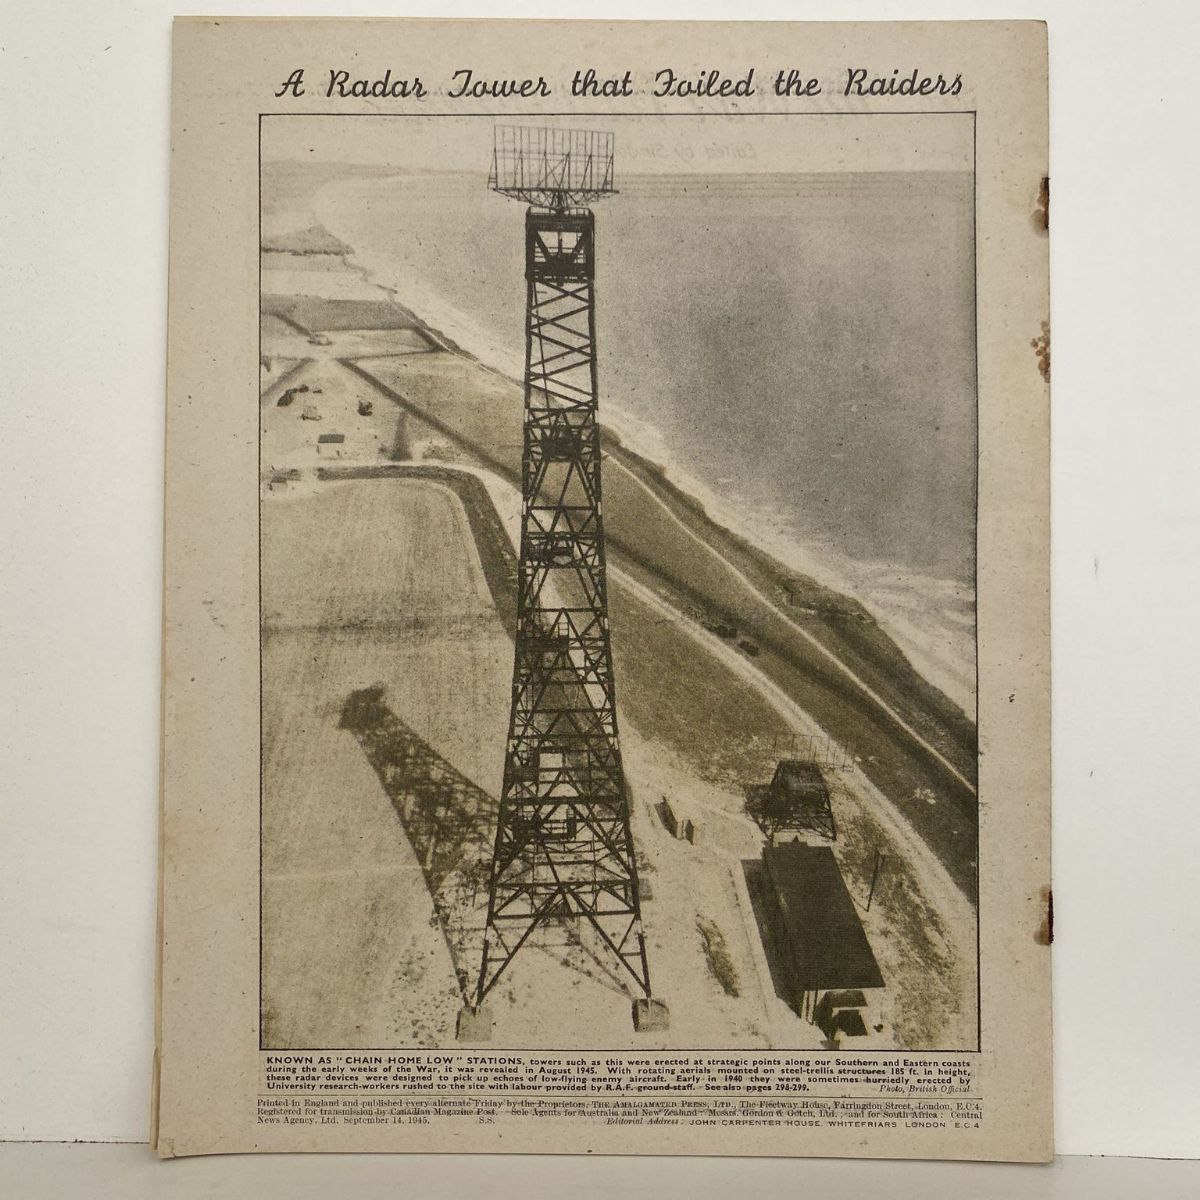 A Radar Tower that Foiled the Raiders
KNOWN AS "CHAIN HOME LOW" STATIONS, towers such as this were erected at strategic points along our Southern and Eastern coasts
during the early weeks of the War, it was revealed in August 1945. With rotating aerials mounted on steel-trellis structures 185 ft. in height,
these radar devices were designed to pick up echoes of low-flying enemy aircraft. Early in 1940 they were sometimes hurriedly erected by
University research-workers rushed to the site with labour provided by R.A.F. ground-staff. See also pages 298-299. Photo, British Official.
Printed in England and published every alternate Friday by the Proprietors, THE AMALGAMATED PRESS, LTD., The Fleetway House, Farringdon Street, London, E.C.4.
Registered for transmission by Canadian Magazine Post. Sole Agents for Australia and New Zealand: Messrs. Gordon & Gotch, Ltd.; and for South Africa: Central
News Agency, Ltd. September 14, 1945. S.S. Editorial Address: JOHN CARPENTER HOUSE, WHITEFRIARS LONDON E.C.4